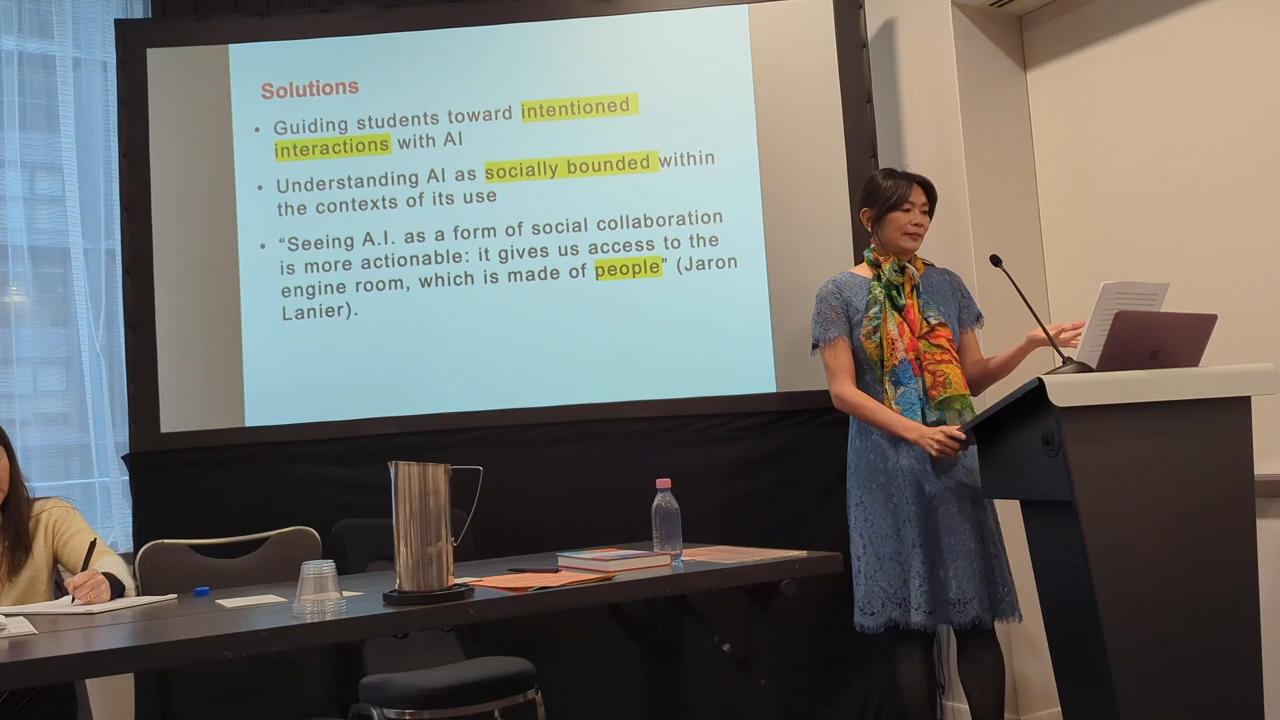 Solutions
• Guiding students toward intentioned
interactions with AI
• Understanding AI as socially bounded within
the contexts of its use
• “Seeing A.I. as a form of social collaboration
is more actionable: it gives us access to the
engine room, which is made of people” (Jaron
Lanier).